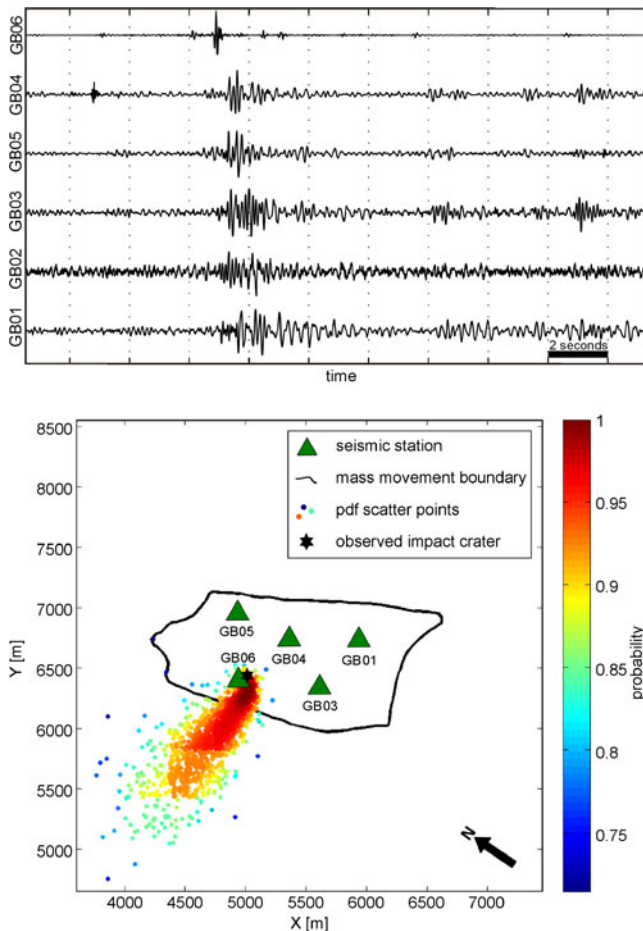 GB06
GB04
GB05
GB03
GB02
GB01
2 seconds
time
8500
8000
7500
7000
6500
6000
5500
5000
Y [m]
seismic station
mass movement boundary
pdf scatter points
observed impact crater
GB05
GB04
GB01
GB06
GB03
N
4000 4500 5000 5500 6000 6500 7000
X [m]
1
0.95
0.9
0.85
0.8
0.75
probability